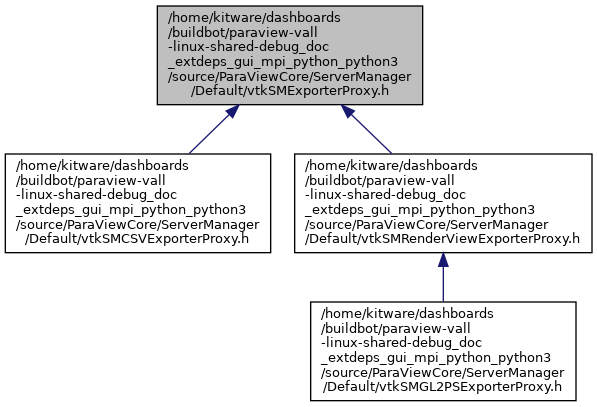 /home/kitware/dashboards
/buildbot/paraview-vall
-linux-shared-debug_doc
_extdeps_gui_mpi_python_python3
/source/ParaViewCore/ServerManager
/Default/vtkSMExporterProxy.h
/home/kitware/dashboards
/buildbot/paraview-vall
-linux-shared-debug_doc
_extdeps_gui_mpi_python_python3
/source/ParaViewCore/ServerManager
/Default/vtkSMCSVExporterProxy.h
/home/kitware/dashboards
/buildbot/paraview-vall
-linux-shared-debug_doc
_extdeps_gui_mpi_python_python3
/source/ParaViewCore/ServerManager
/Default/vtkSMRenderViewExporterProxy.h
/home/kitware/dashboards
/buildbot/paraview-vall
-linux-shared-debug_doc
_extdeps_gui_mpi_python_python3
/source/ParaViewCore/ServerManager
/Default/vtkSMGL2PSExporterProxy.h